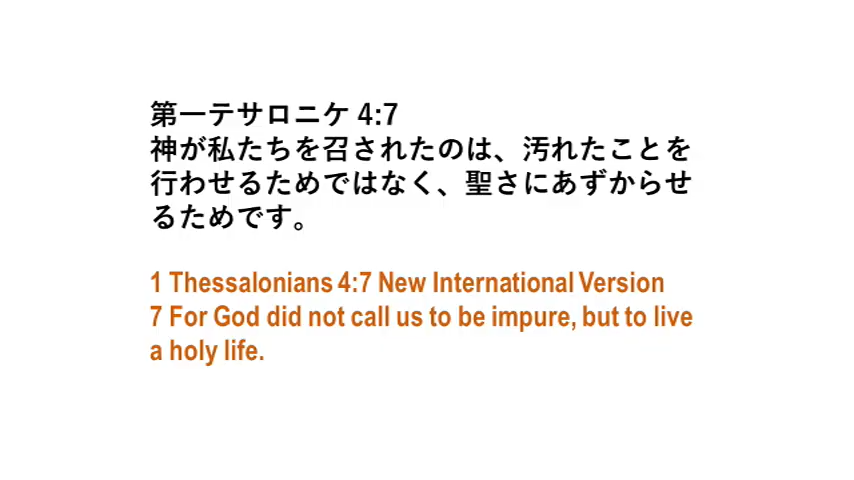 第一テサロニケ 4:7
神が私たちを召されたのは、汚れたことを
行わせるためではなく、聖さにあずからせ
るためです。
1 Thessalonians 4:7 New International Version
7 For God did not call us to be impure, but to live
a holy life.